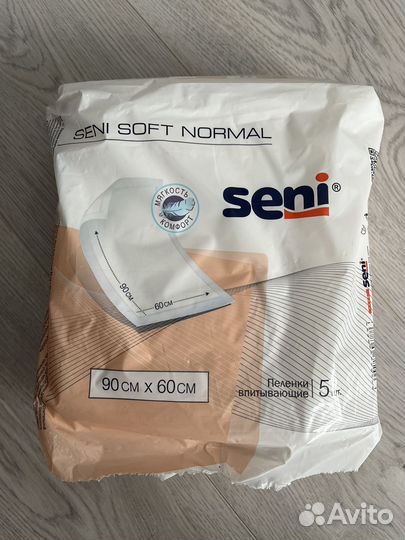 SENI SOFT NORMAL
МЯГКОСТЬ
и КОМФОРТ
seni®
90 СМ
60 СМ
seni
90 СМ X 60 СМ
Пеленки
впитывающие
5 шт.
Avito